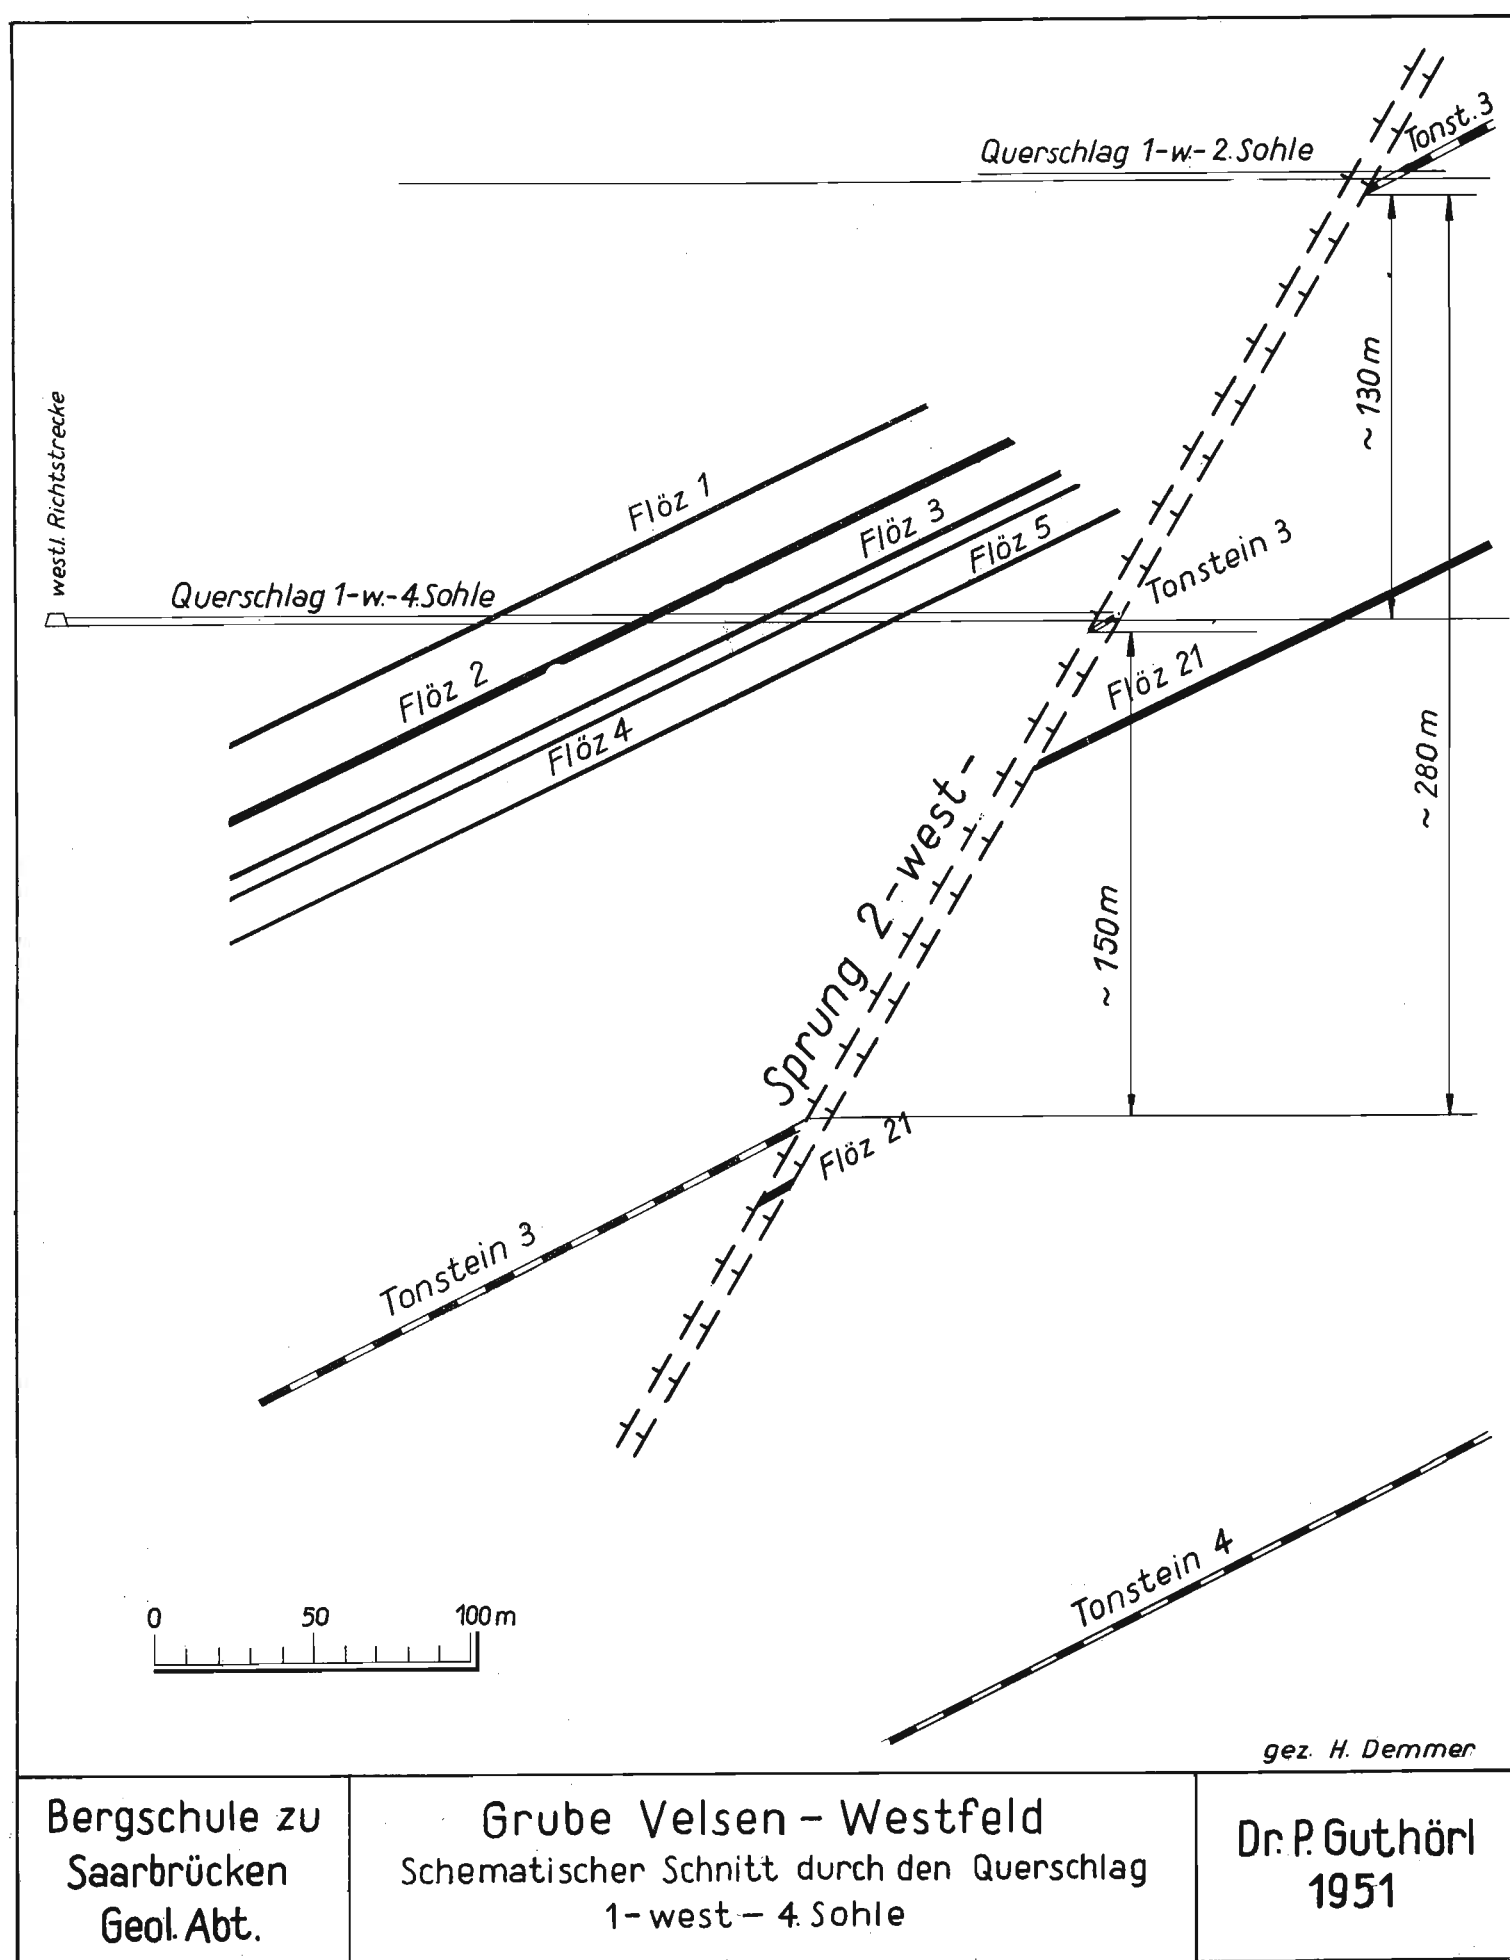 Querschlag 1-w.-2.Sohle
Tonst. 3
~ 130 m
westl. Richtstrecke
Flöz 1
Flöz 3
Flöz 5
Tonstein 3
Querschlag 1-w.-4.Sohle
Flöz 2
Flöz 21
Flöz 4
~ 280 m
Sprung 2-west-
~ 150 m
Flöz 21
Tonstein 3
Tonstein 4
0 50 100 m
gez. H. Demmer
Bergschule zu
Saarbrücken
Geol. Abt.
Grube Velsen - Westfeld
Schematischer Schnitt durch den Querschlag
1-west - 4. Sohle
Dr. P. Guthörl
1951